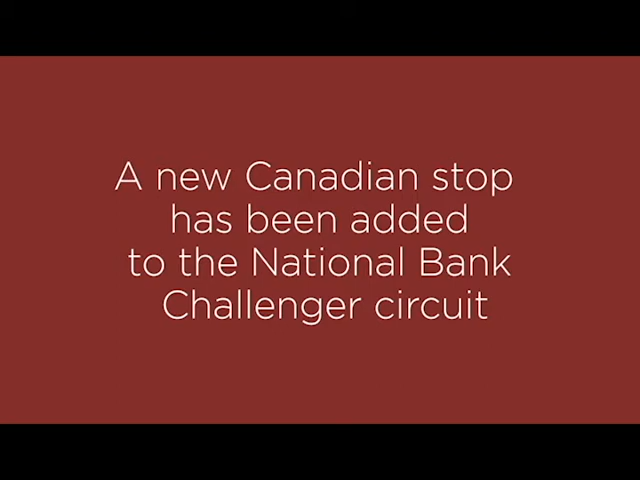 A new Canadian stop
has been added
to the National Bank
Challenger circuit